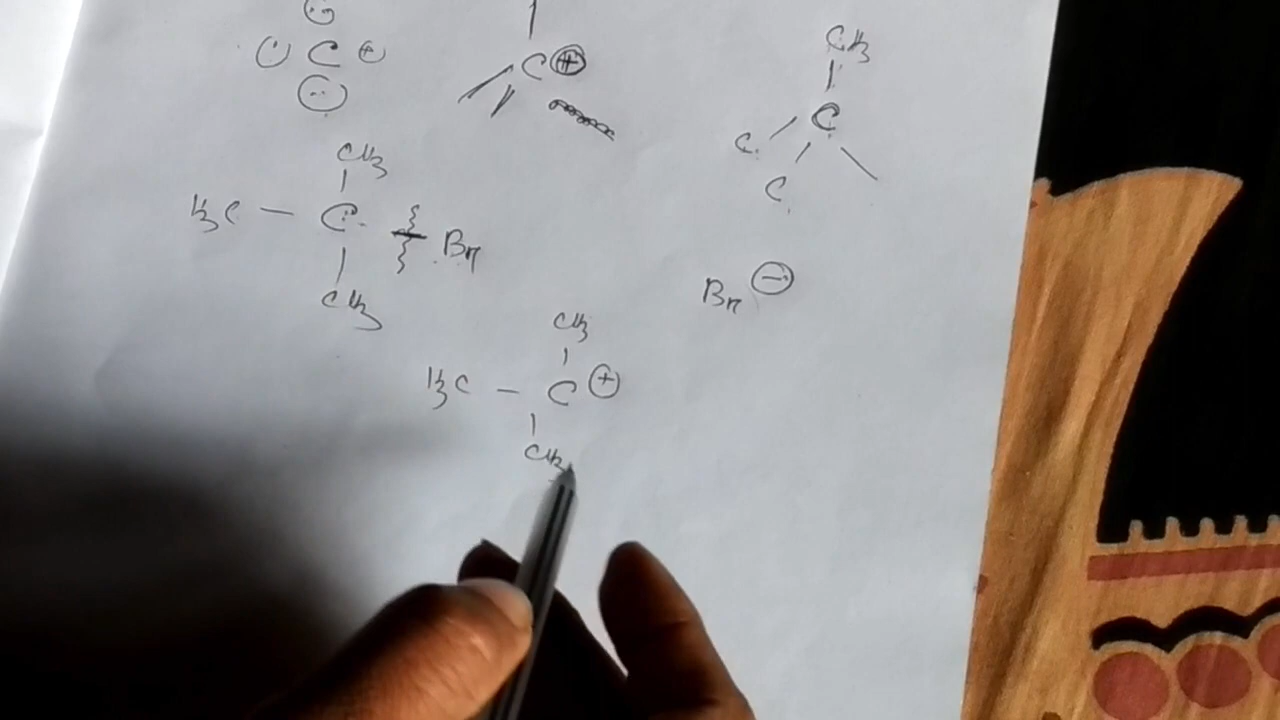 C ⊕
C ⊕
CH3
C
C
C
CH3
H3C — C — Br
CH3
Br ⊖
CH3
H3C — C ⊕
CH3